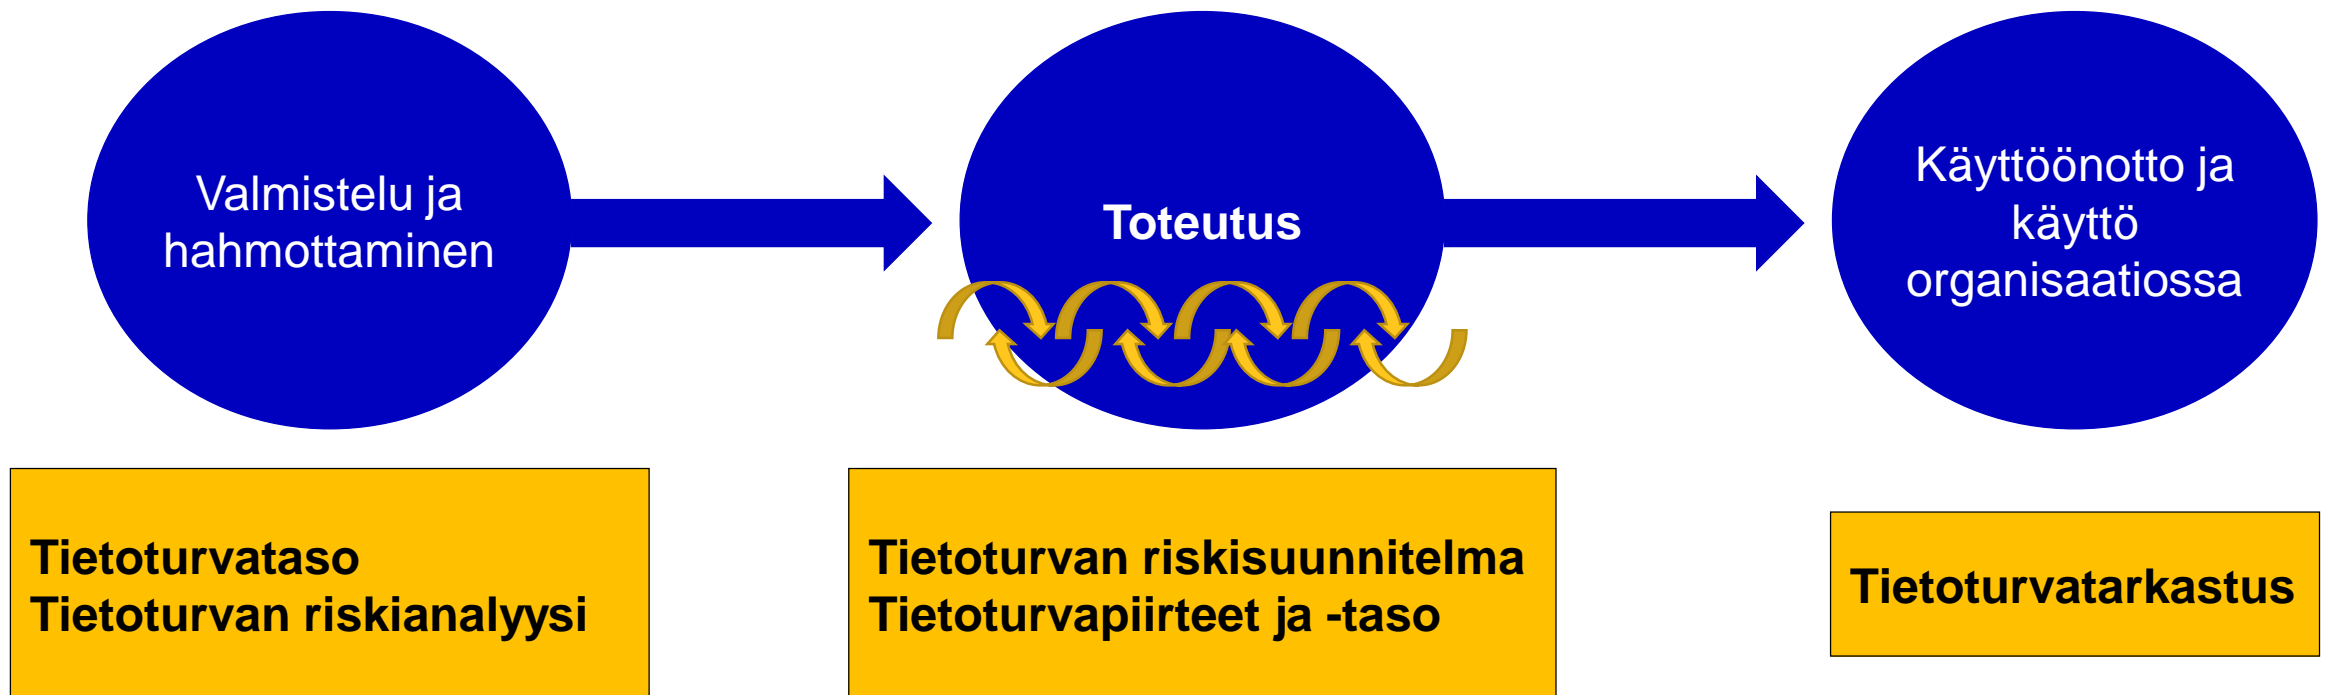 Valmistelu ja
hahmottaminen
Toteutus
Käyttöönotto ja
käyttö
organisaatiossa
Tietoturvataso
Tietoturvan riskianalyysi
Tietoturvan riskisuunnitelma
Tietoturvapiirteet ja -taso
Tietoturvatarkastus